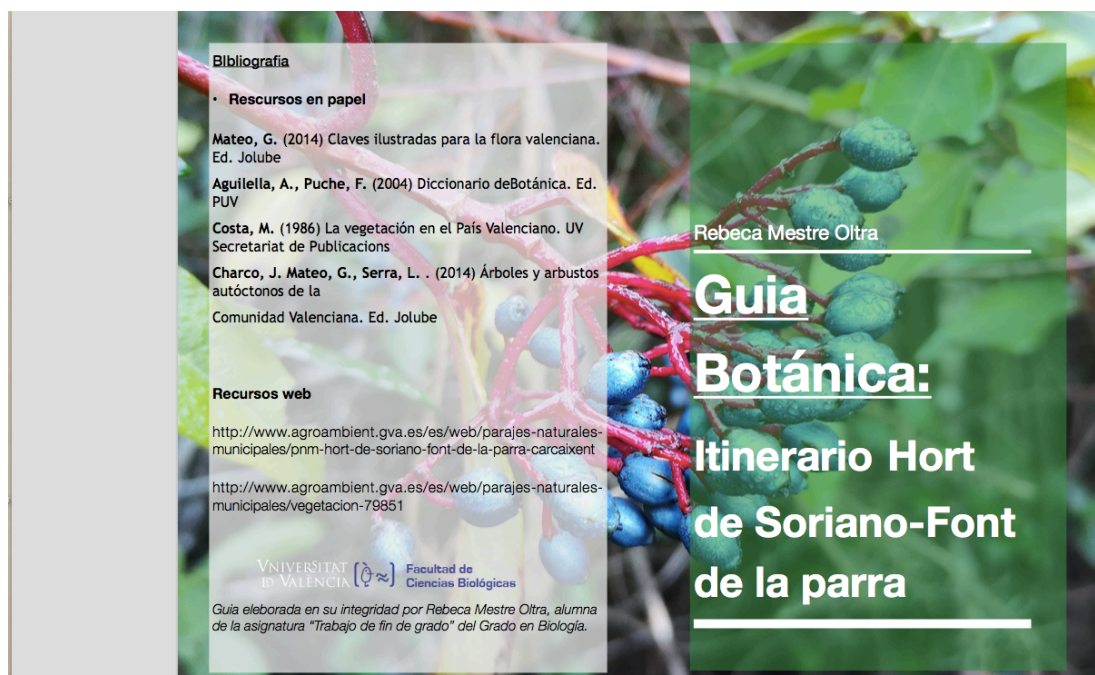 BIbliografia
• Rescursos en papel
Mateo, G. (2014) Claves ilustradas para la flora valenciana.
Ed. Jolube
Aguilella, A., Puche, F. (2004) Diccionario deBotánica. Ed.
PUV
Costa, M. (1986) La vegetación en el País Valenciano. UV
Secretariat de Publicacions
Charco, J. Mateo, G., Serra, L. . (2014) Árboles y arbustos
autóctonos de la
Comunidad Valenciana. Ed. Jolube
Recursos web
http://www.agroambient.gva.es/es/web/parajes-naturales-
municipales/pnm-hort-de-soriano-font-de-la-parra-carcaixent
http://www.agroambient.gva.es/es/web/parajes-naturales-
municipales/vegetacion-79851
VNIVERSITAT
ID VALÈNCIA
Facultad de
Ciencias Biológicas
Guia eleborada en su integridad por Rebeca Mestre Oltra, alumna
de la asignatura “Trabajo de fin de grado” del Grado en Biología.
Rebeca Mestre Oltra
Guia
Botánica:
Itinerario Hort
de Soriano-Font
de la parra